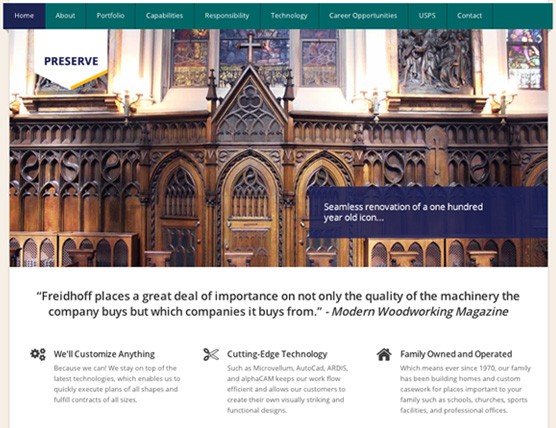 Home About Portfolio Capabilities Responsibility Technology Career Opportunities USPS Contact
PRESERVE
Seamless renovation of a one hundred
year old icon...
“Freidhoff places a great deal of importance on not only the quality of the machinery the
company buys but which companies it buys from.” - Modern Woodworking Magazine
We'll Customize Anything
Because we can! We stay on top of the
latest technologies, which enables us to
quickly execute plans of all shapes and
fulfill contracts of all sizes.
Cutting-Edge Technology
Such as Microvellum, AutoCad, ARDIS,
and alphaCAM keeps our work flow
efficient and allows our customers to
create their own visually striking and
functional designs.
Family Owned and Operated
Which means ever since 1970, our family
has been building homes and custom
casework for places important to your
family such as schools, churches, sports
facilities, and professional offices.